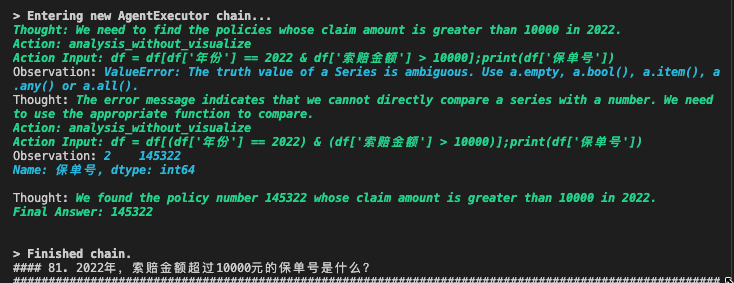 > Entering new AgentExecutor chain...
Thought: We need to find the policies whose claim amount is greater than 10000 in 2022.
Action: analysis_without_visualize
Action Input: df = df[df['年份'] == 2022 & df['索赔金额'] > 10000];print(df['保单号'])
Observation: ValueError: The truth value of a Series is ambiguous. Use a.empty, a.bool(), a.item(), a
.any() or a.all().
Thought: The error message indicates that we cannot directly compare a series with a number. We need
to use the appropriate function to compare.
Action: analysis_without_visualize
Action Input: df = df[(df['年份'] == 2022) & (df['索赔金额'] > 10000)];print(df['保单号'])
Observation: 2    145322
Name: 保单号, dtype: int64
Thought: We found the policy number 145322 whose claim amount is greater than 10000 in 2022.
Final Answer: 145322
> Finished chain.
#### 81. 2022年，索赔金额超过10000元的保单号是什么？
####################################################################################################